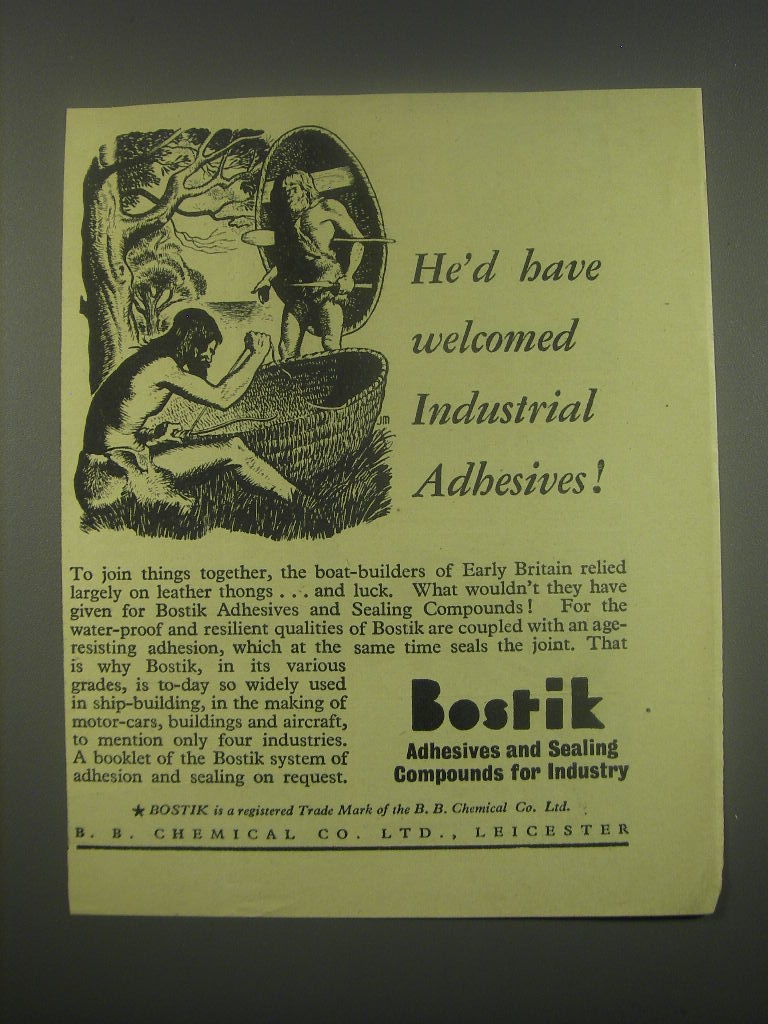 He'd have
welcomed
Industrial
Adhesives!
JM
To join things together, the boat-builders of Early Britain relied
largely on leather thongs . . . and luck. What wouldn't they have
given for Bostik Adhesives and Sealing Compounds! For the
water-proof and resilient qualities of Bostik are coupled with an age-
resisting adhesion, which at the same time seals the joint. That
is why Bostik, in its various
grades, is to-day so widely used
in ship-building, in the making of
motor-cars, buildings and aircraft,
to mention only four industries.
A booklet of the Bostik system of
adhesion and sealing on request.
Bostik
Adhesives and Sealing
Compounds for Industry
★ BOSTIK is a registered Trade Mark of the B. B. Chemical Co. Ltd.
B. B. CHEMICAL CO. LTD., LEICESTER